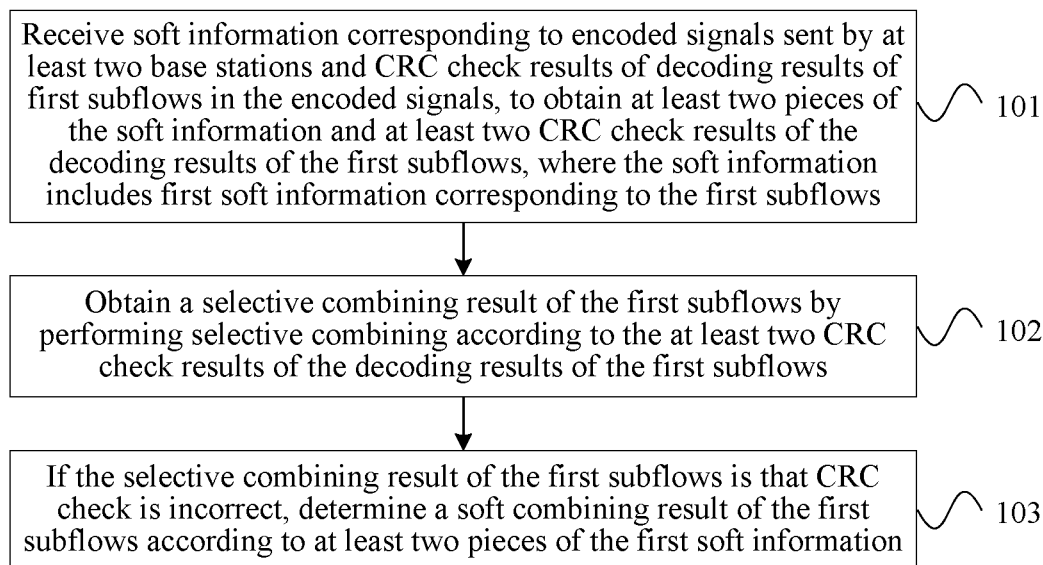 Receive soft information corresponding to encoded signals sent by at
least two base stations and CRC check results of decoding results of
first subflows in the encoded signals, to obtain at least two pieces of
the soft information and at least two CRC check results of the
decoding results of the first subflows, where the soft information
includes first soft information corresponding to the first subflows
101
Obtain a selective combining result of the first subflows by
performing selective combining according to the at least two CRC
check results of the decoding results of the first subflows
102
If the selective combining result of the first subflows is that CRC
check is incorrect, determine a soft combining result of the first
subflows according to at least two pieces of the first soft information
103